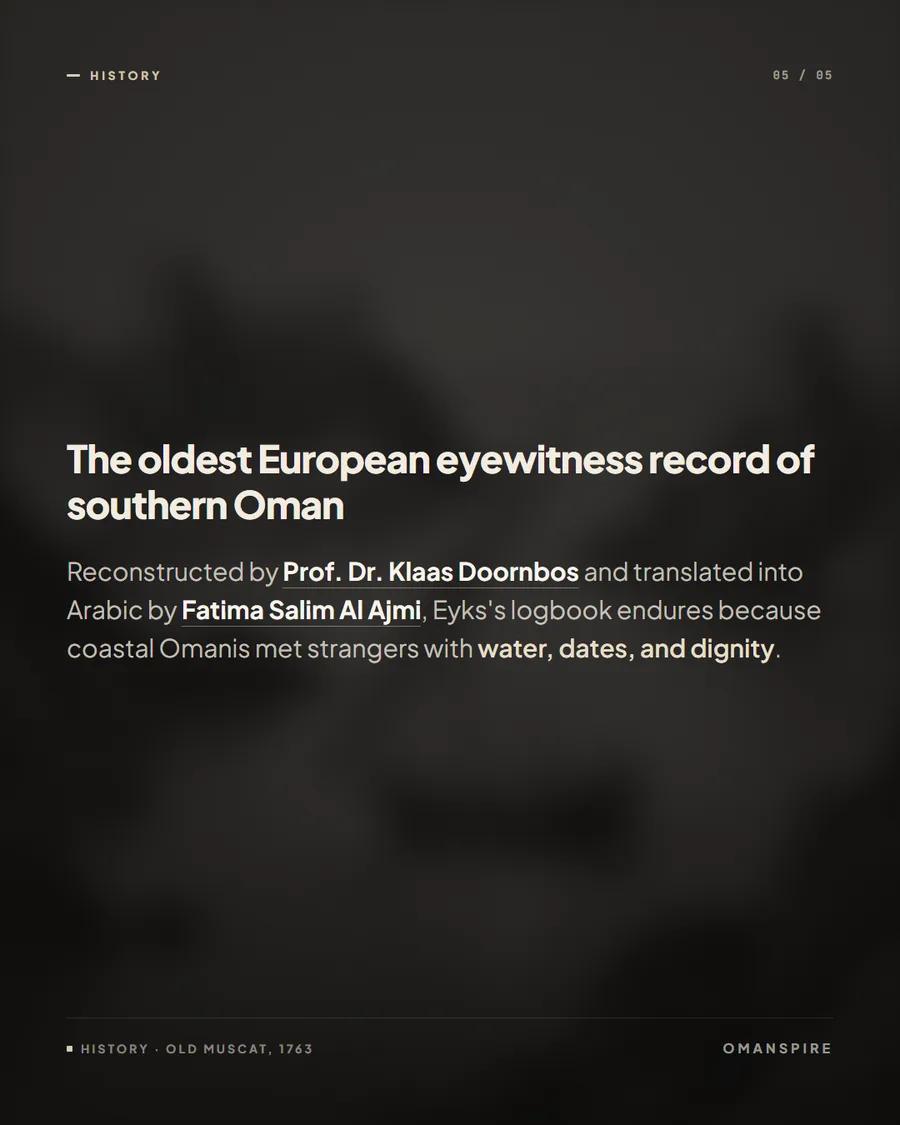 — HISTORY
05 / 05
The oldest European eyewitness record of
southern Oman
Reconstructed by Prof. Dr. Klaas Doornbos and translated into
Arabic by Fatima Salim Al Ajmi, Eyks's logbook endures because
coastal Omanis met strangers with water, dates, and dignity.
HISTORY · OLD MUSCAT, 1763
OMANSPIRE